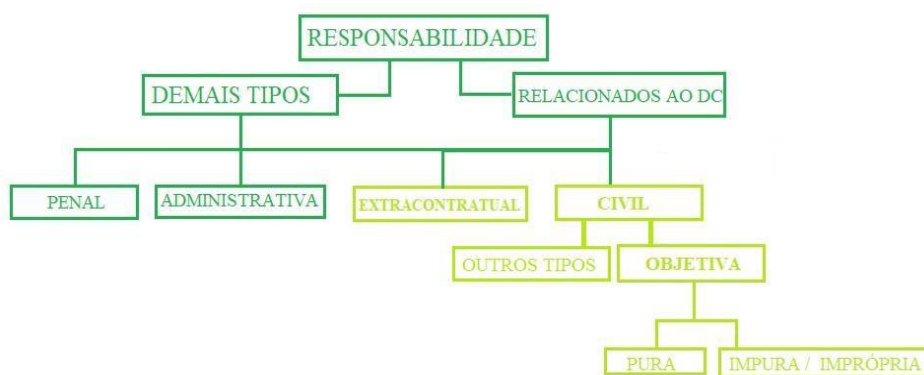 RESPONSABILIDADE
DEMAIS TIPOS
RELACIONADOS AO DC
PENAL
ADMINISTRATIVA
EXTRACONTRATUAL
CIVIL
OUTROS TIPOS
OBJETIVA
PURA
IMPURA / IMPRÓPRIA